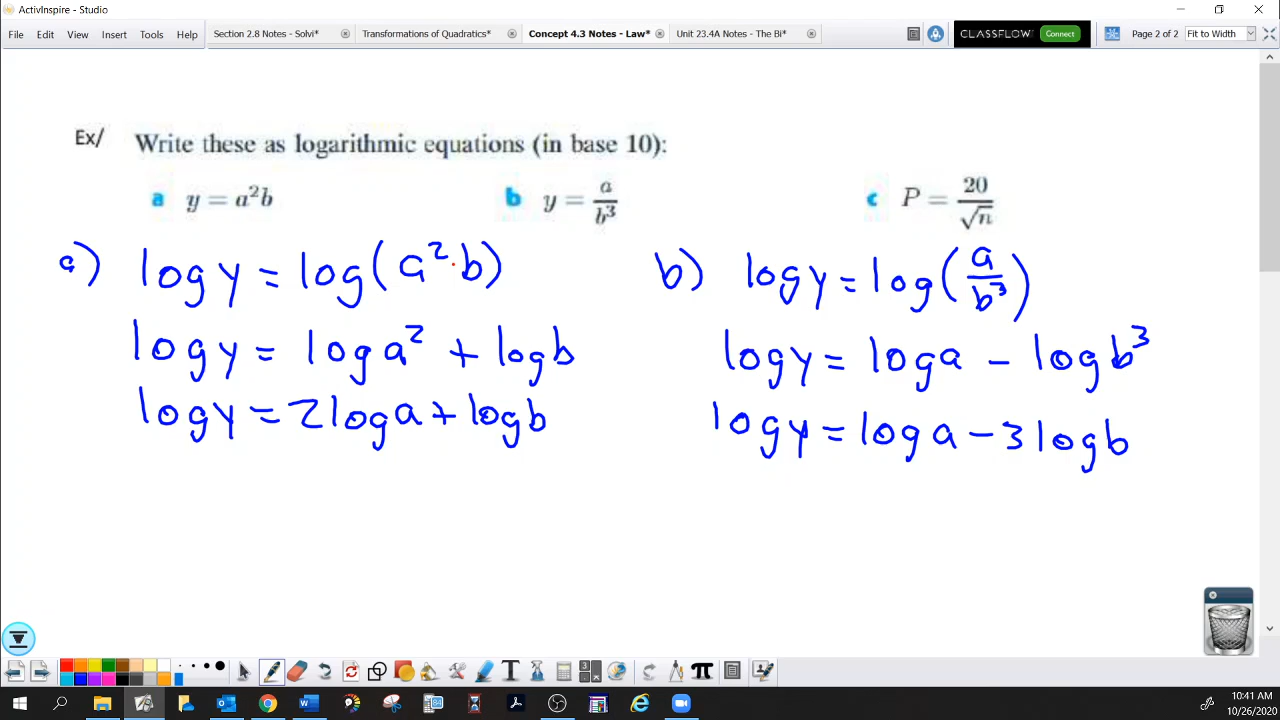 ActivInspire - Studio
File Edit View Insert Tools Help Section 2.8 Notes - Solvi* Transformations of Quadratics* Concept 4.3 Notes - Law* Unit 23.4A Notes - The Bi* CLASSFLOW Connect Page 2 of 2 Fit to Width
Ex/ Write these as logarithmic equations (in base 10):
a y = a²b b y = a/b³ c P = 20/√n
a) log y = log(a²·b) b) log y = log(a/b³)
log y = log a² + log b log y = log a − log b³
log y = 2 log a + log b log y = log a − 3 log b
10:41 AM
10/26/2020